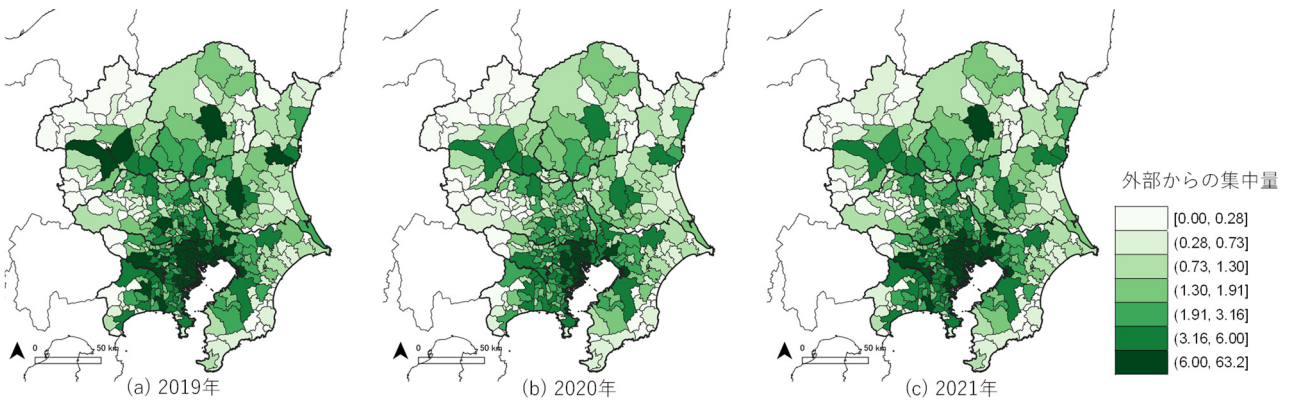 0
50 km
(a) 2019年
0
50 km
(b) 2020年
0
50 km
(c) 2021年
外部からの集中量
[0.00, 0.28]
(0.28, 0.73]
(0.73, 1.30]
(1.30, 1.91]
(1.91, 3.16]
(3.16, 6.00]
(6.00, 63.2]